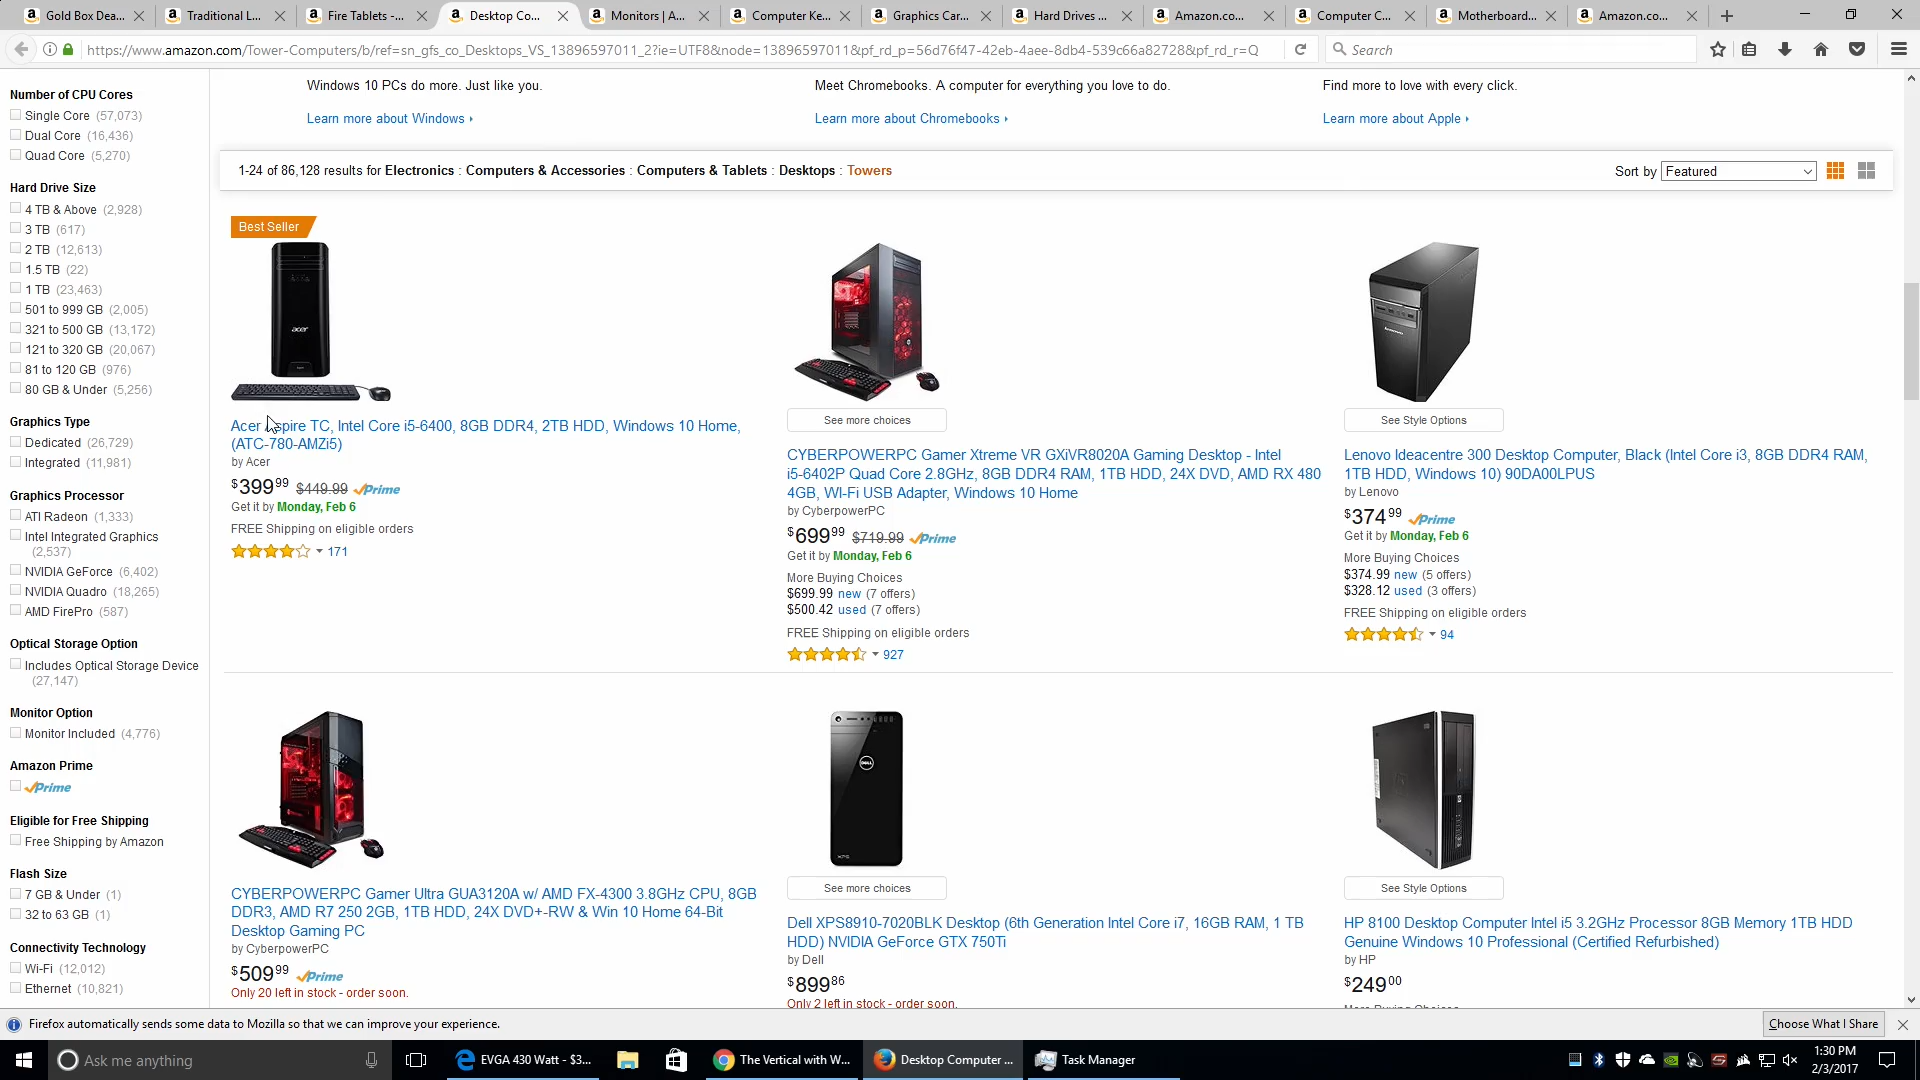 Gold Box Dea...
Traditional L...
Fire Tablets -...
Desktop Co...
Monitors | A...
Computer Ke...
Graphics Car...
Hard Drives ...
Amazon.co...
Computer C...
Motherboard...
Amazon.co...
https://www.amazon.com/Tower-Computers/b/ref=sn_gfs_co_Desktops_VS_13896597011_2?ie=UTF8&node=13896597011&pf_rd_p=56d76f47-42eb-4aee-8db4-539c66a82728&pf_rd_r=Q
Search
Number of CPU Cores
Single Core (57,073)
Dual Core (16,436)
Quad Core (5,270)
Hard Drive Size
4 TB & Above (2,928)
3 TB (617)
2 TB (12,613)
1.5 TB (22)
1 TB (23,463)
501 to 999 GB (2,005)
321 to 500 GB (13,172)
121 to 320 GB (20,067)
81 to 120 GB (976)
80 GB & Under (5,256)
Graphics Type
Dedicated (26,729)
Integrated (11,981)
Graphics Processor
ATI Radeon (1,333)
Intel Integrated Graphics
(2,537)
NVIDIA GeForce (6,402)
NVIDIA Quadro (18,265)
AMD FirePro (587)
Optical Storage Option
Includes Optical Storage Device
(27,147)
Monitor Option
Monitor Included (4,776)
Amazon Prime
Prime
Eligible for Free Shipping
Free Shipping by Amazon
Flash Size
7 GB & Under (1)
32 to 63 GB (1)
Connectivity Technology
Wi-Fi (12,012)
Ethernet (10,821)
Windows 10 PCs do more. Just like you.
Learn more about Windows
Meet Chromebooks. A computer for everything you love to do.
Learn more about Chromebooks
Find more to love with every click.
Learn more about Apple
1-24 of 86,128 results for Electronics : Computers & Accessories : Computers & Tablets : Desktops : Towers
Sort by Featured
Best Seller
acer
Acer Aspire TC, Intel Core i5-6400, 8GB DDR4, 2TB HDD, Windows 10 Home,
(ATC-780-AMZi5)
by Acer
$399 99 $449.99 Prime
Get it by Monday, Feb 6
FREE Shipping on eligible orders
171
See more choices
CYBERPOWERPC Gamer Xtreme VR GXiVR8020A Gaming Desktop - Intel
i5-6402P Quad Core 2.8GHz, 8GB DDR4 RAM, 1TB HDD, 24X DVD, AMD RX 480
4GB, WI-Fi USB Adapter, Windows 10 Home
by CyberpowerPC
$699 99 $719.99 Prime
Get it by Monday, Feb 6
More Buying Choices
$699.99 new (7 offers)
$500.42 used (7 offers)
FREE Shipping on eligible orders
927
See Style Options
Lenovo Ideacentre 300 Desktop Computer, Black (Intel Core i3, 8GB DDR4 RAM,
1TB HDD, Windows 10) 90DA00LPUS
by Lenovo
$374 99 Prime
Get it by Monday, Feb 6
More Buying Choices
$374.99 new (5 offers)
$328.12 used (3 offers)
FREE Shipping on eligible orders
94
CYBERPOWERPC Gamer Ultra GUA3120A w/ AMD FX-4300 3.8GHz CPU, 8GB
DDR3, AMD R7 250 2GB, 1TB HDD, 24X DVD+-RW & Win 10 Home 64-Bit
Desktop Gaming PC
by CyberpowerPC
$509 99 Prime
Only 20 left in stock - order soon.
DELL
XPS
See more choices
Dell XPS8910-7020BLK Desktop (6th Generation Intel Core i7, 16GB RAM, 1 TB
HDD) NVIDIA GeForce GTX 750Ti
by Dell
$899 86
Only 2 left in stock - order soon.
See Style Options
HP 8100 Desktop Computer Intel i5 3.2GHz Processor 8GB Memory 1TB HDD
Genuine Windows 10 Professional (Certified Refurbished)
by HP
$249 00
More Buying Choices
Firefox automatically sends some data to Mozilla so that we can improve your experience.
Choose What I Share
Ask me anything
EVGA 430 Watt - $3...
The Vertical with W...
Desktop Computer ...
Task Manager
1:30 PM
2/3/2017